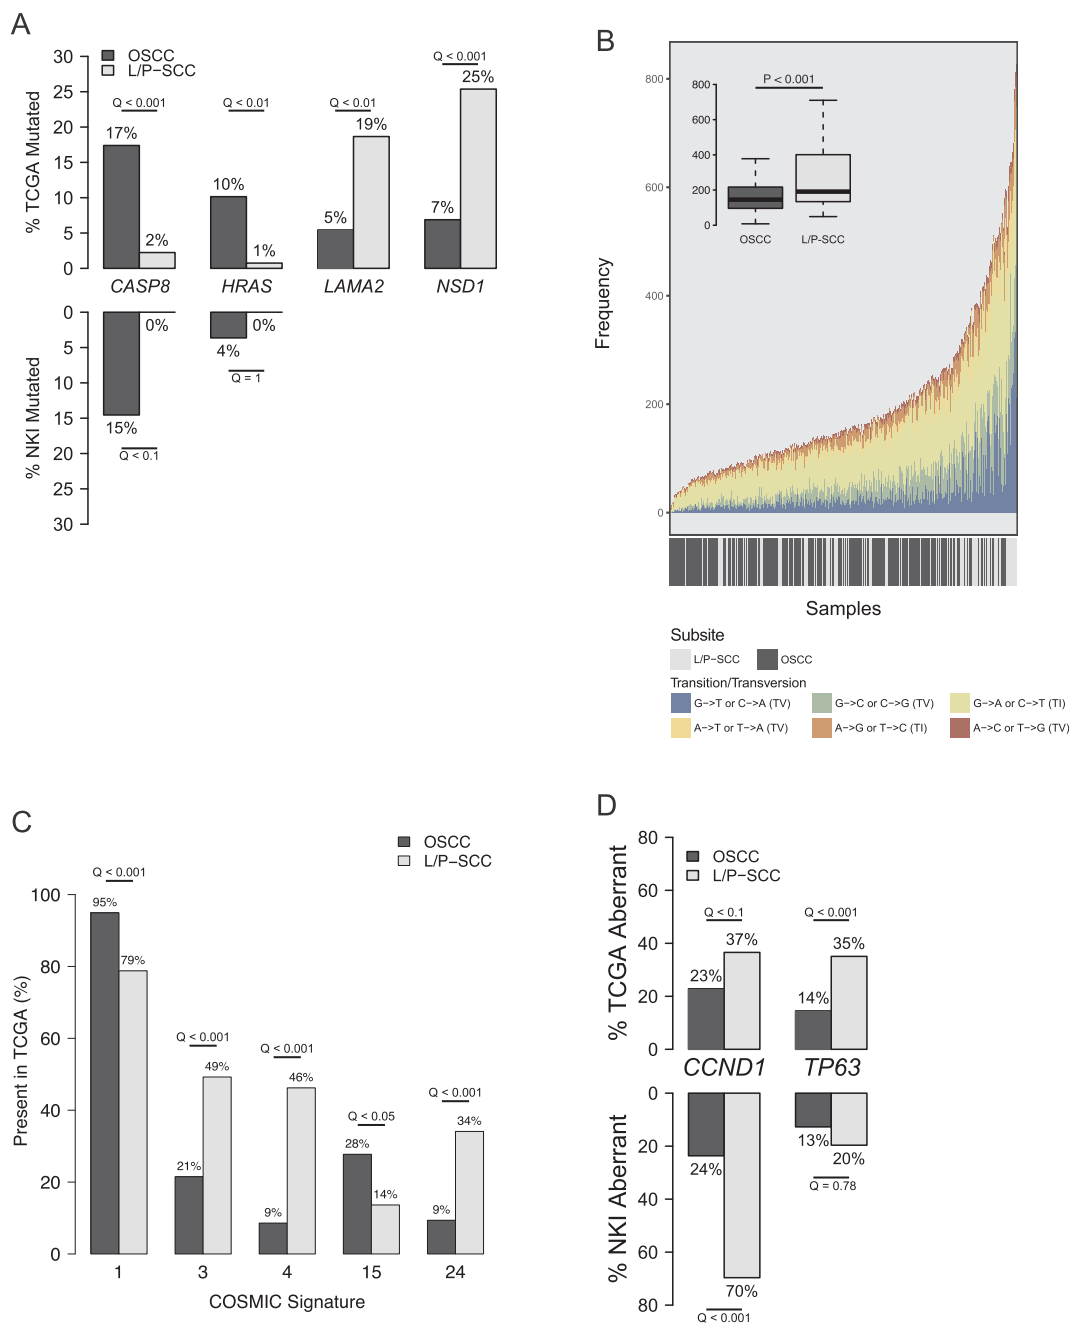 A
30
25
20
15
10
5
0
% TCGA Mutated
OSCC
L/P−SCC
Q < 0.001
17%
2%
Q < 0.01
10%
1%
Q < 0.01
5%
19%
Q < 0.001
7%
25%
CASP8
HRAS
LAMA2
NSD1
0
5
10
15
20
25
30
% NKI Mutated
0%
15%
Q < 0.1
0%
4%
Q = 1
B
800
600
400
200
0
Frequency
P < 0.001
800
600
400
200
0
OSCC
L/P-SCC
Samples
Subsite
L/P−SCC
OSCC
Transition/Transversion
G−>T or C−>A (TV)
G−>C or C−>G (TV)
G−>A or C−>T (TI)
A−>T or T−>A (TV)
A−>G or T−>C (TI)
A−>C or T−>G (TV)
C
OSCC
L/P−SCC
100
80
60
40
20
0
Present in TCGA (%)
Q < 0.001
95%
79%
Q < 0.001
21%
49%
Q < 0.001
9%
46%
Q < 0.05
28%
14%
Q < 0.001
9%
34%
1
3
4
15
24
COSMIC Signature
D
80
60
40
20
0
% TCGA Aberrant
OSCC
L/P−SCC
Q < 0.1
23%
37%
Q < 0.001
14%
35%
CCND1
TP63
0
20
40
60
80
% NKI Aberrant
24%
70%
Q < 0.001
13%
20%
Q = 0.78